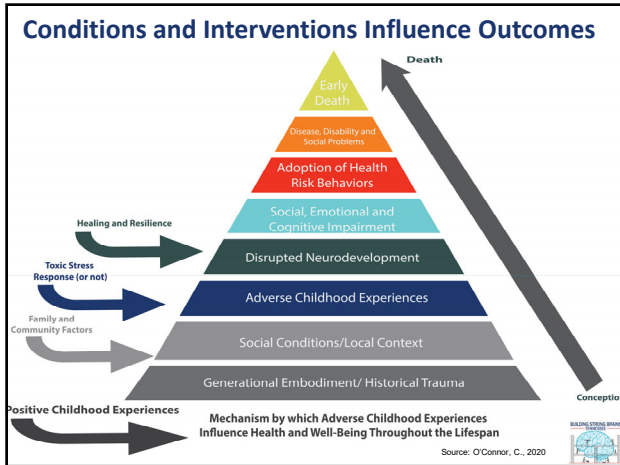 Conditions and Interventions Influence Outcomes
Death
Early
Death
Disease, Disability and
Social Problems
Adoption of Health
Risk Behaviors
Social, Emotional and
Cognitive Impairment
Healing and Resilience
Disrupted Neurodevelopment
Toxic Stress
Response (or not)
Adverse Childhood Experiences
Family and
Community Factors
Social Conditions/Local Context
Generational Embodiment/ Historical Trauma
Conceptio
Positive Childhood Experiences
Mechanism by which Adverse Childhood Experiences
Influence Health and Well-Being Throughout the Lifespan
BUILDING STRONG BRAINS
TENNESSEE
Source: O'Connor, C., 2020